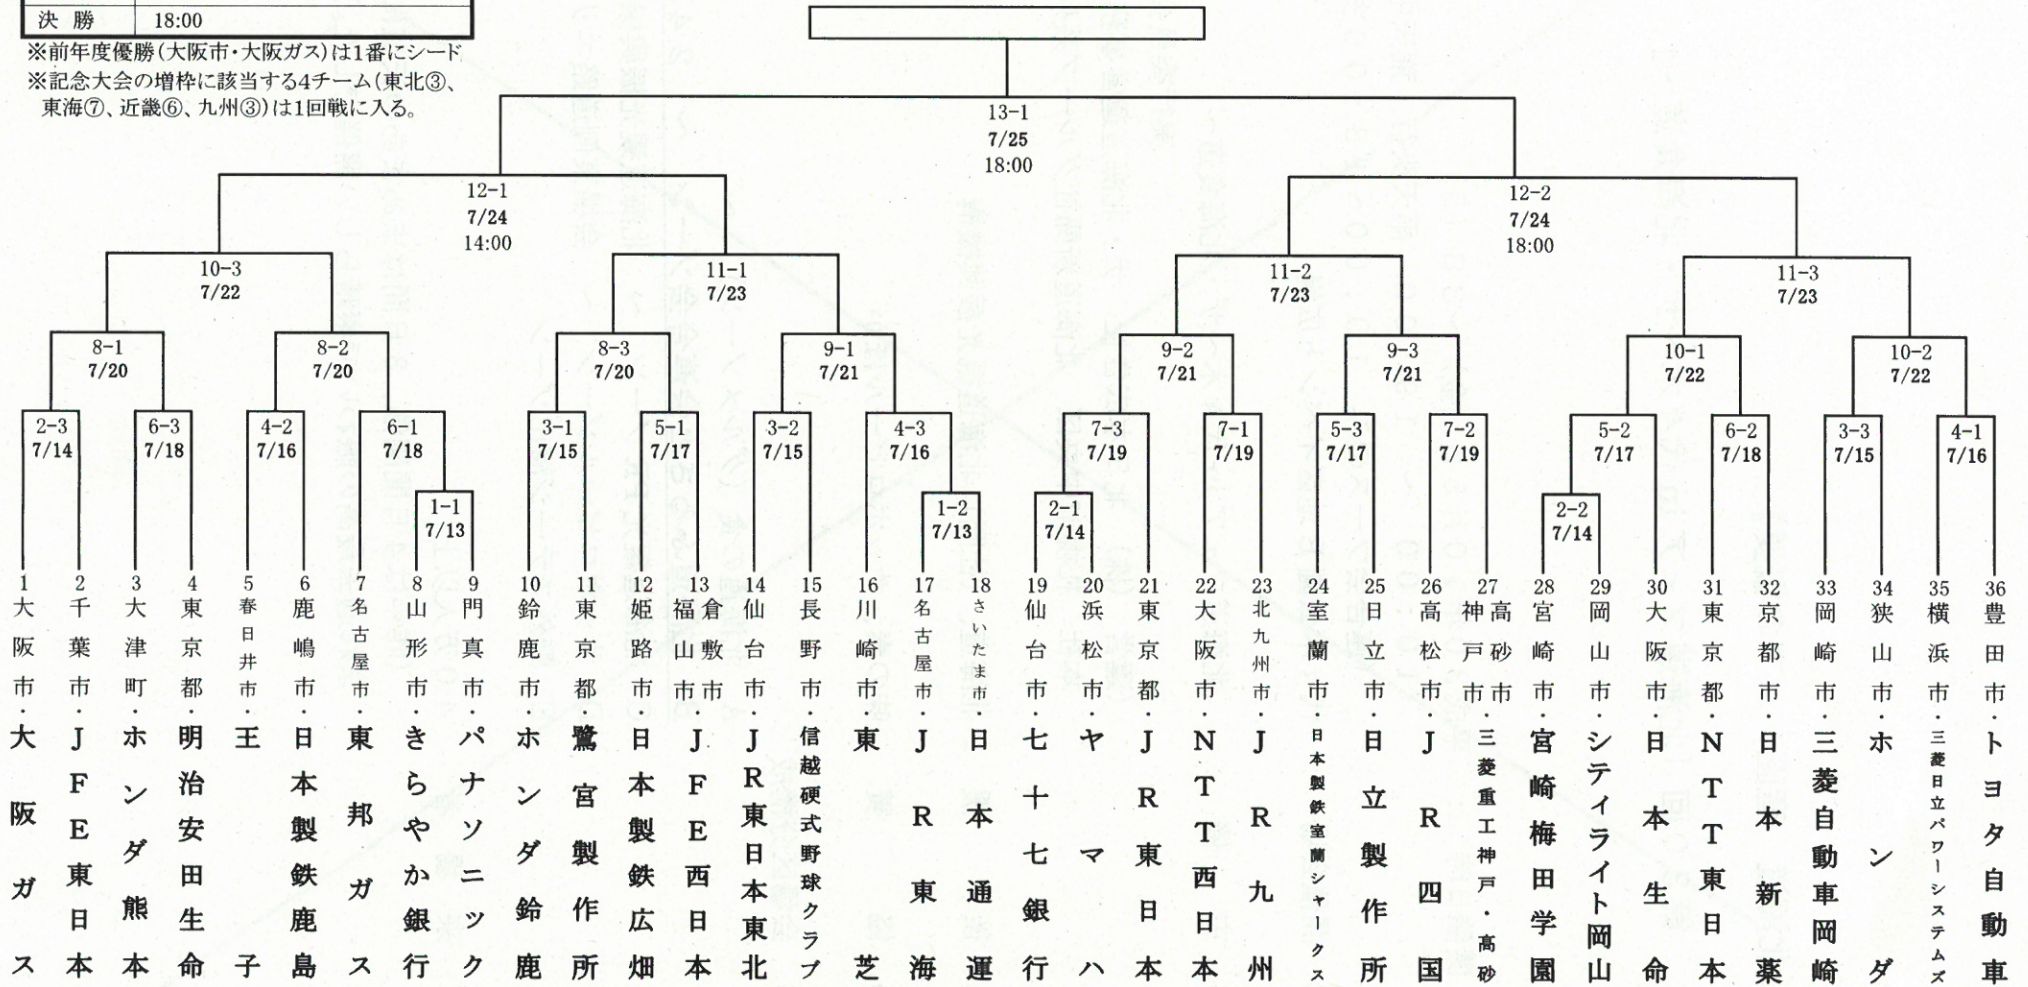 決勝 18:00
※前年度優勝(大阪市・大阪ガス)は1番にシード
※記念大会の増枠に該当する4チーム(東北③、
東海⑦、近畿⑥、九州③)は1回戦に入る。
13-1
7/25
18:00
12-1
7/24
14:00
12-2
7/24
18:00
10-3
7/22
11-1
7/23
11-2
7/23
11-3
7/23
8-1
7/20
8-2
7/20
8-3
7/20
9-1
7/21
9-2
7/21
9-3
7/21
10-1
7/22
10-2
7/22
2-3
7/14
6-3
7/18
4-2
7/16
6-1
7/18
3-1
7/15
5-1
7/17
3-2
7/15
4-3
7/16
7-3
7/19
7-1
7/19
5-3
7/17
7-2
7/19
5-2
7/17
6-2
7/18
3-3
7/15
4-1
7/16
1-1
7/13
1-2
7/13
2-1
7/14
2-2
7/14
1 大阪市・大阪ガス
2 千葉市・JFE東日本
3 大津町・ホンダ熊本
4 東京都・明治安田生命
5 春日井市・王子
6 鹿嶋市・日本製鉄鹿島
7 名古屋市・東邦ガス
8 山形市・きらやか銀行
9 門真市・パナソニック
10 鈴鹿市・ホンダ鈴鹿
11 東京都・鷺宮製作所
12 姫路市・日本製鉄広畑
13 倉敷市 福山市・JFE西日本
14 仙台市・JR東日本東北
15 長野市・信越硬式野球クラブ
16 川崎市・東芝
17 名古屋市・JR東海
18 さいたま市・日本通運
19 仙台市・七十七銀行
20 浜松市・ヤマハ
21 東京都・JR東日本
22 大阪市・NTT西日本
23 北九州市・JR九州
24 室蘭市・日本製鉄室蘭シャークス
25 日立市・日立製作所
26 高松市・JR四国
27 高砂市 神戸市・三菱重工神戸・高砂
28 宮崎市・宮崎梅田学園
29 岡山市・シティライト岡山
30 大阪市・日本生命
31 東京都・NTT東日本
32 京都市・日本新薬
33 岡崎市・三菱自動車岡崎
34 狭山市・ホンダ
35 横浜市・三菱日立パワーシステムズ
36 豊田市・トヨタ自動車